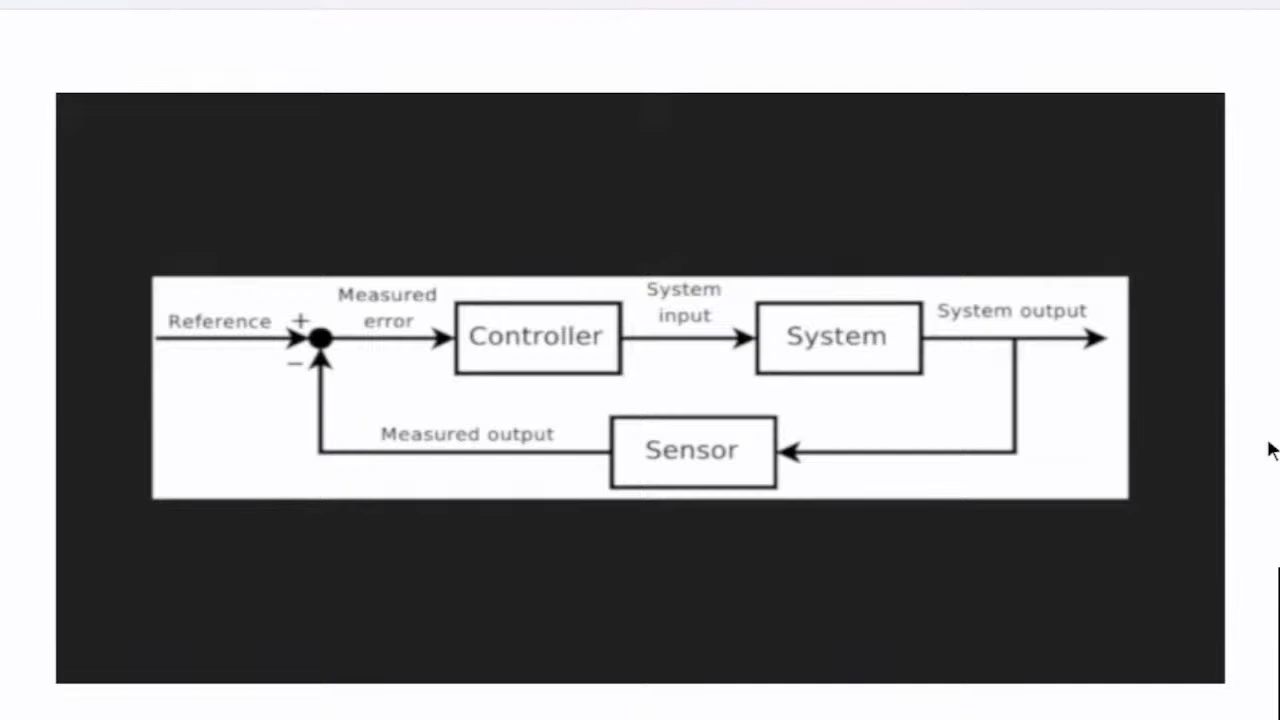 Reference
+
−
Measured
error
Controller
System
input
System
System output
Measured output
Sensor